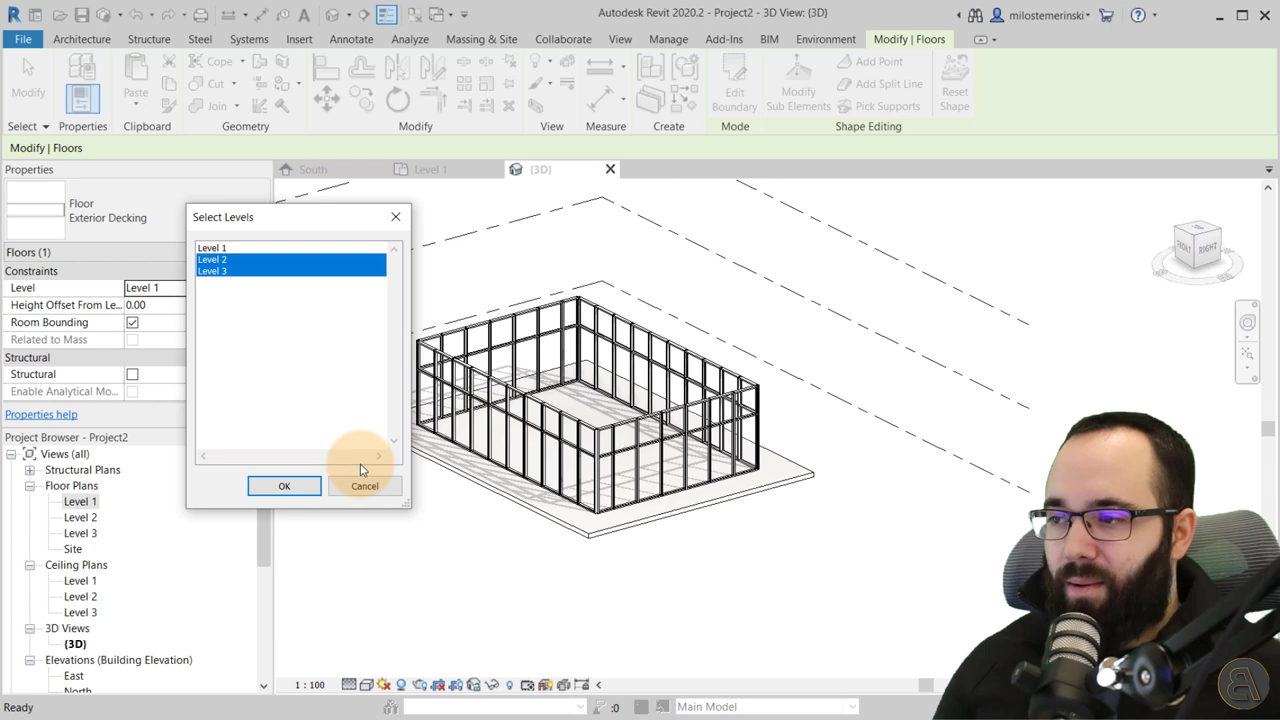 Autodesk Revit 2020.2 - Project2 - 3D View: {3D}
milostemerinski
File
Architecture
Structure
Steel
Systems
Insert
Annotate
Analyze
Massing & Site
Collaborate
View
Manage
Add-Ins
BIM
Environment
Modify | Floors
Modify
Paste
Cope
Cut
Join
Edit
Boundary
Modify
Sub Elements
Add Point
Add Split Line
Pick Supports
Reset
Shape
Select
Properties
Clipboard
Geometry
Modify
View
Measure
Create
Mode
Shape Editing
Modify | Floors
Properties
South
Level 1
{3D}
Floor
Exterior Decking
Floors (1)
Constraints
Level
Level 1
Height Offset From Le...
0.00
Room Bounding
Related to Mass
Structural
Structural
Enable Analytical Mo...
Properties help
Select Levels
Level 1
Level 2
Level 3
OK
Cancel
TOP
FRONT
RIGHT
Project Browser - Project2
Views (all)
Structural Plans
Floor Plans
Level 1
Level 2
Level 3
Site
Ceiling Plans
Level 1
Level 2
Level 3
3D Views
{3D}
Elevations (Building Elevation)
East
North
1 : 100
Ready
:0
Main Model